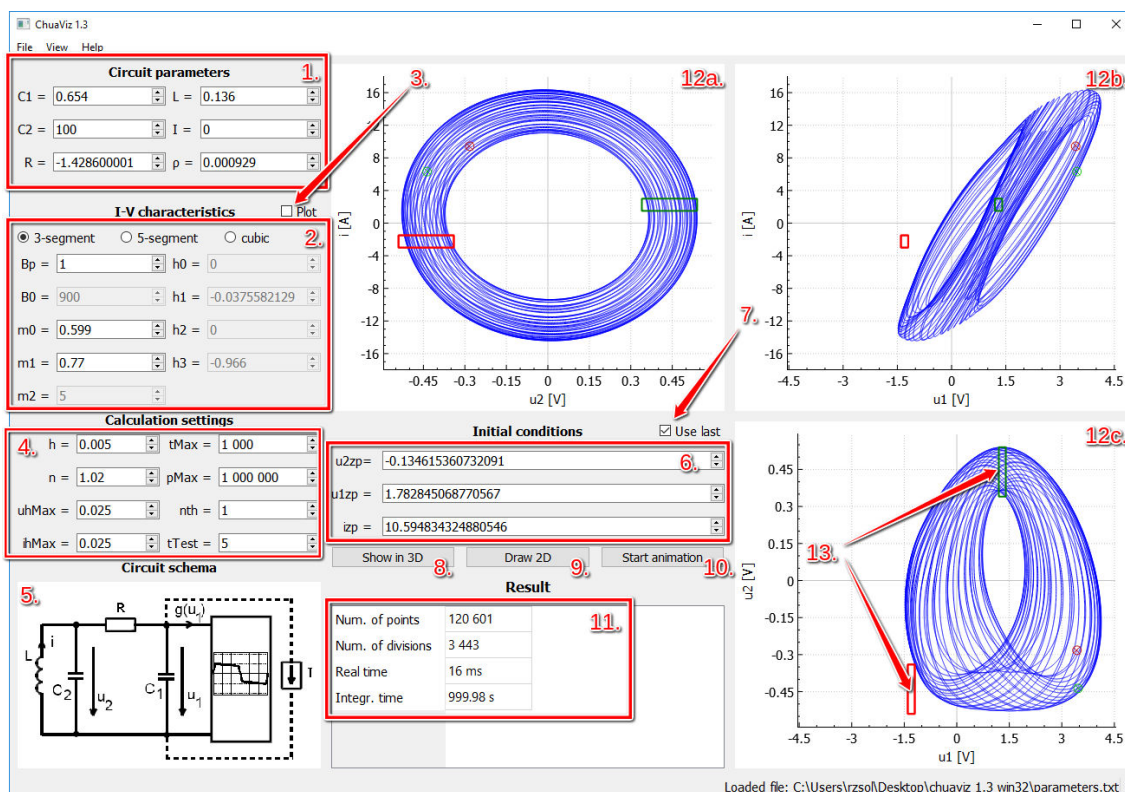 ChuaViz 1.3
File View Help
Circuit parameters 1.
C1 = 0.654 L = 0.136
C2 = 100 I = 0
R = -1.428600001 ρ = 0.000929
3.
I-V characteristics Plot
2.
3-segment 5-segment cubic
Bp = 1 h0 = 0
B0 = 900 h1 = -0.0375582129
m0 = 0.599 h2 = 0
m1 = 0.77 h3 = -0.966
m2 = 5
Calculation settings
4.
h = 0.005 tMax = 1 000
n = 1.02 pMax = 1 000 000
uhMax = 0.025 nth = 1
ihMax = 0.025 tTest = 5
Circuit schema
5.
R g(u1)
i
L C2 u2 C1 u1 I
12a.
16
12
8
4
0
-4
-8
-12
-16
i [A]
-0.45 -0.3 -0.15 0 0.15 0.3 0.45
u2 [V]
12b.
16
12
8
4
0
-4
-8
-12
-16
i [A]
-4.5 -3 -1.5 0 1.5 3 4.5
u1 [V]
7.
Initial conditions Use last
6.
u2zp= -0.134615360732091
u1zp = 1.782845068770567
izp = 10.594834324880546
Show in 3D Draw 2D Start animation
8. 9. 10.
Result
11.
Num. of points 120 601
Num. of divisions 3 443
Real time 16 ms
Integr. time 999.98 s
12c.
13.
0.45
0.3
0.15
0
-0.15
-0.3
-0.45
u2 [V]
-4.5 -3 -1.5 0 1.5 3 4.5
u1 [V]
Loaded file: C:\Users\rzsol\Desktop\chuaviz 1.3 win32\parameters.txt